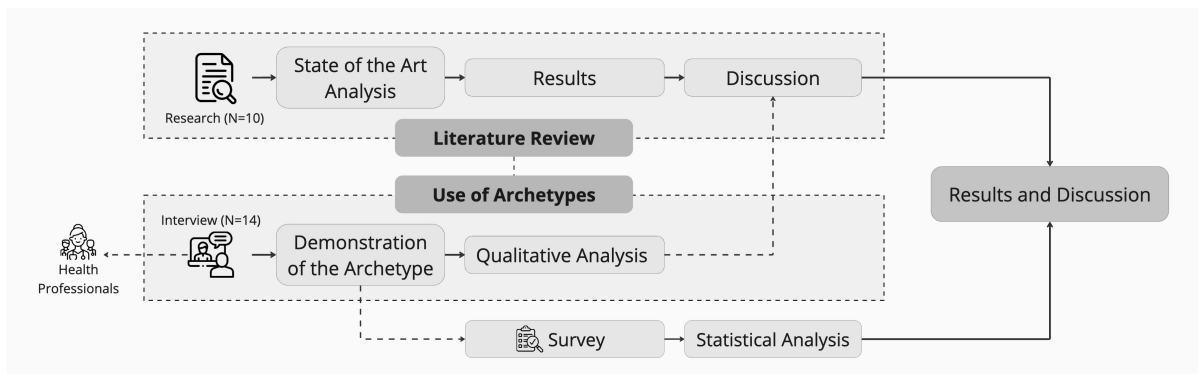 State of the Art
Analysis
Results
Discussion
Research (N=10)
Literature Review
Use of Archetypes
Results and Discussion
Interview (N=14)
Demonstration
of the Archetype
Qualitative Analysis
Health
Professionals
Survey
Statistical Analysis